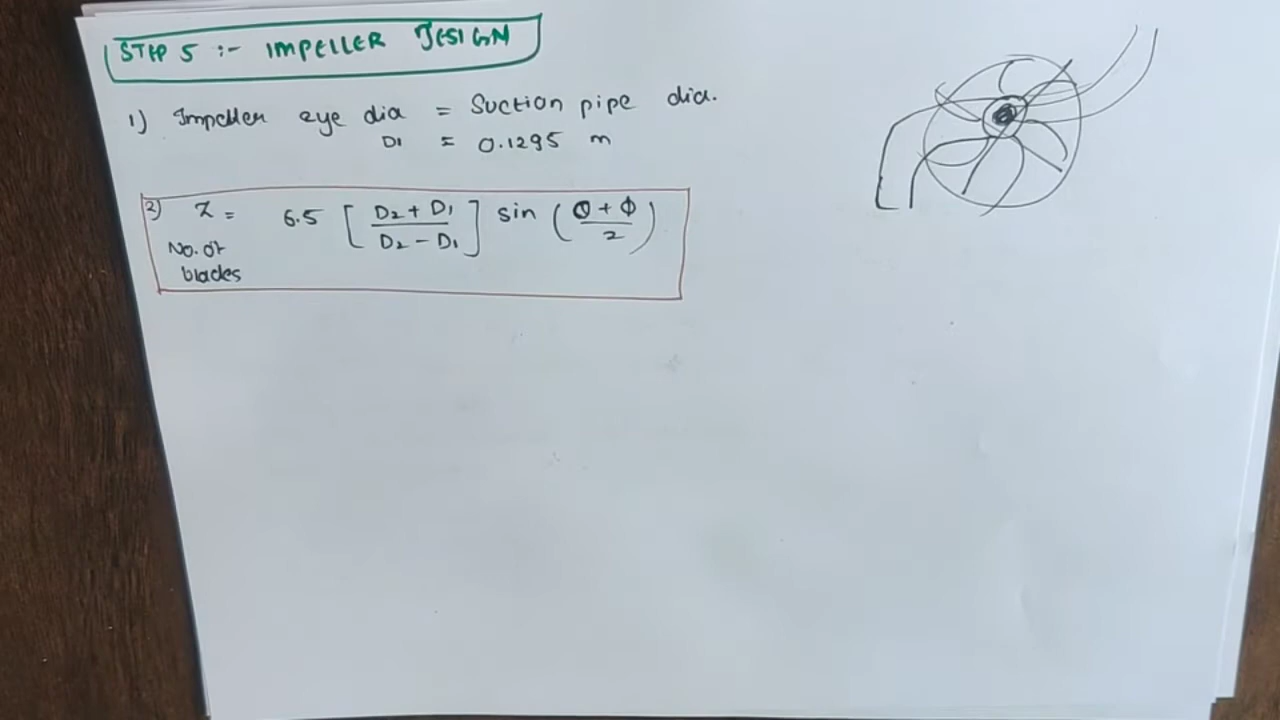 STEP 5 :- IMPELLER DESIGN
1) Impeller eye dia = Suction pipe dia.
D1 = 0.1295 m
2) Z = 6.5 [ (D2 + D1) / (D2 - D1) ] sin ( (θ + Φ) / 2 )
No. of
blades